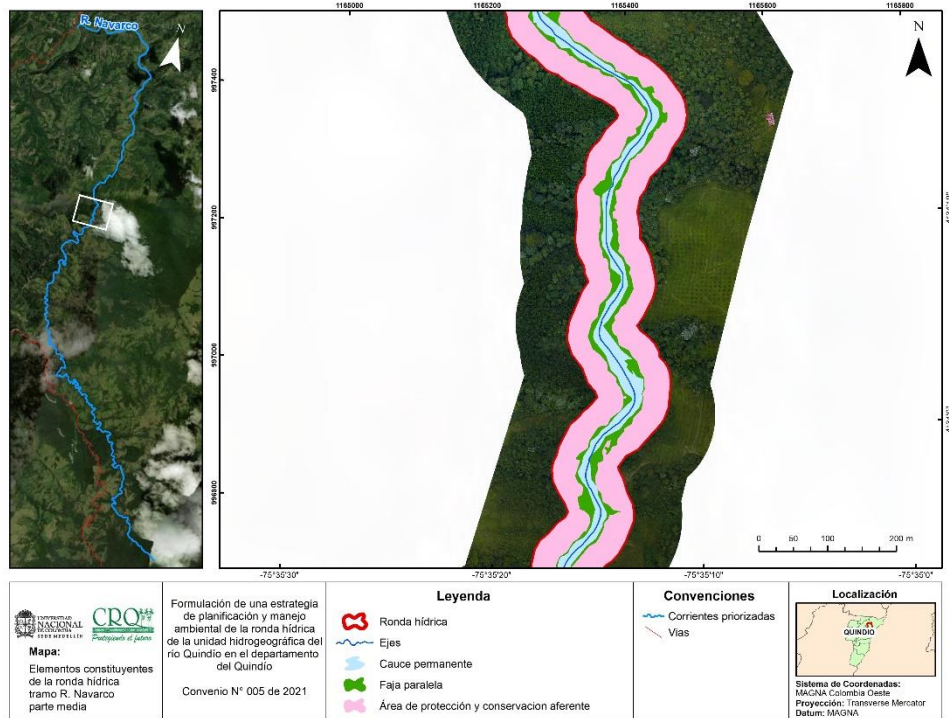 R. Navarco
N
1168000
1165200
1165400
1165600
1165800
N
997400
997200
997000
996800
0 50 100 200 m
-75°35'30"
-75°35'20"
-75°35'10"
-75°35'0"
UNIVERSIDAD
NACIONAL
DE COLOMBIA
SEDE MEDELLÍN
CRQ
Protegiendo el futuro
Mapa:
Elementos constituyentes
de la ronda hídrica
tramo R. Navarco
parte media
Formulación de una estrategia
de planificación y manejo
ambiental de la ronda hídrica
de la unidad hidrogeográfica del
río Quindío en el departamento
del Quindío
Convenio N° 005 de 2021
Leyenda
Ronda hídrica
Ejes
Cauce permanente
Faja paralela
Área de protección y conservacion aferente
Convenciones
Corrientes priorizadas
Vias
Localización
QUINDIO
Sistema de Coordenadas:
MAGNA Colombia Oeste
Proyección: Transverse Mercator
Datum: MAGNA